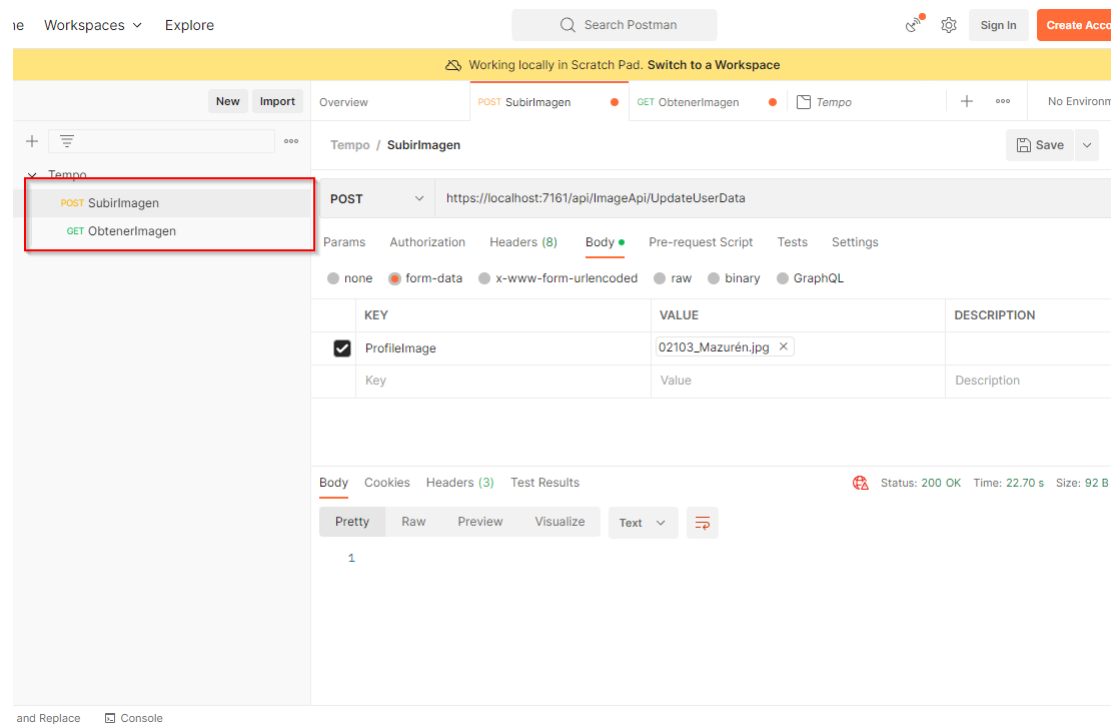 ne Workspaces Explore Search Postman Sign In Create Acco
Working locally in Scratch Pad. Switch to a Workspace
New Import Overview POST SubirImagen GET ObtenerImagen Tempo No Environm
Tempo / SubirImagen Save
Tempo
POST SubirImagen
GET ObtenerImagen
POST https://localhost:7161/api/ImageApi/UpdateUserData
Params Authorization Headers (8) Body Pre-request Script Tests Settings
none form-data x-www-form-urlencoded raw binary GraphQL
KEY VALUE DESCRIPTION
ProfileImage 02103_Mazurén.jpg
Key Value Description
Body Cookies Headers (3) Test Results Status: 200 OK Time: 22.70 s Size: 92 B
Pretty Raw Preview Visualize Text
1
and Replace Console